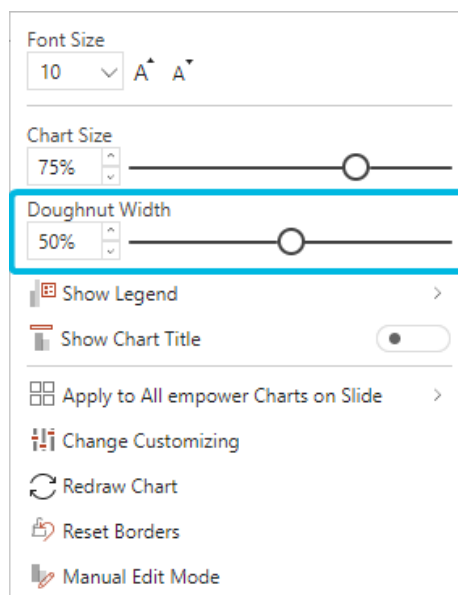 Font Size
10 A A
Chart Size
75%
Doughnut Width
50%
Show Legend
Show Chart Title
Apply to All empower Charts on Slide
Change Customizing
Redraw Chart
Reset Borders
Manual Edit Mode